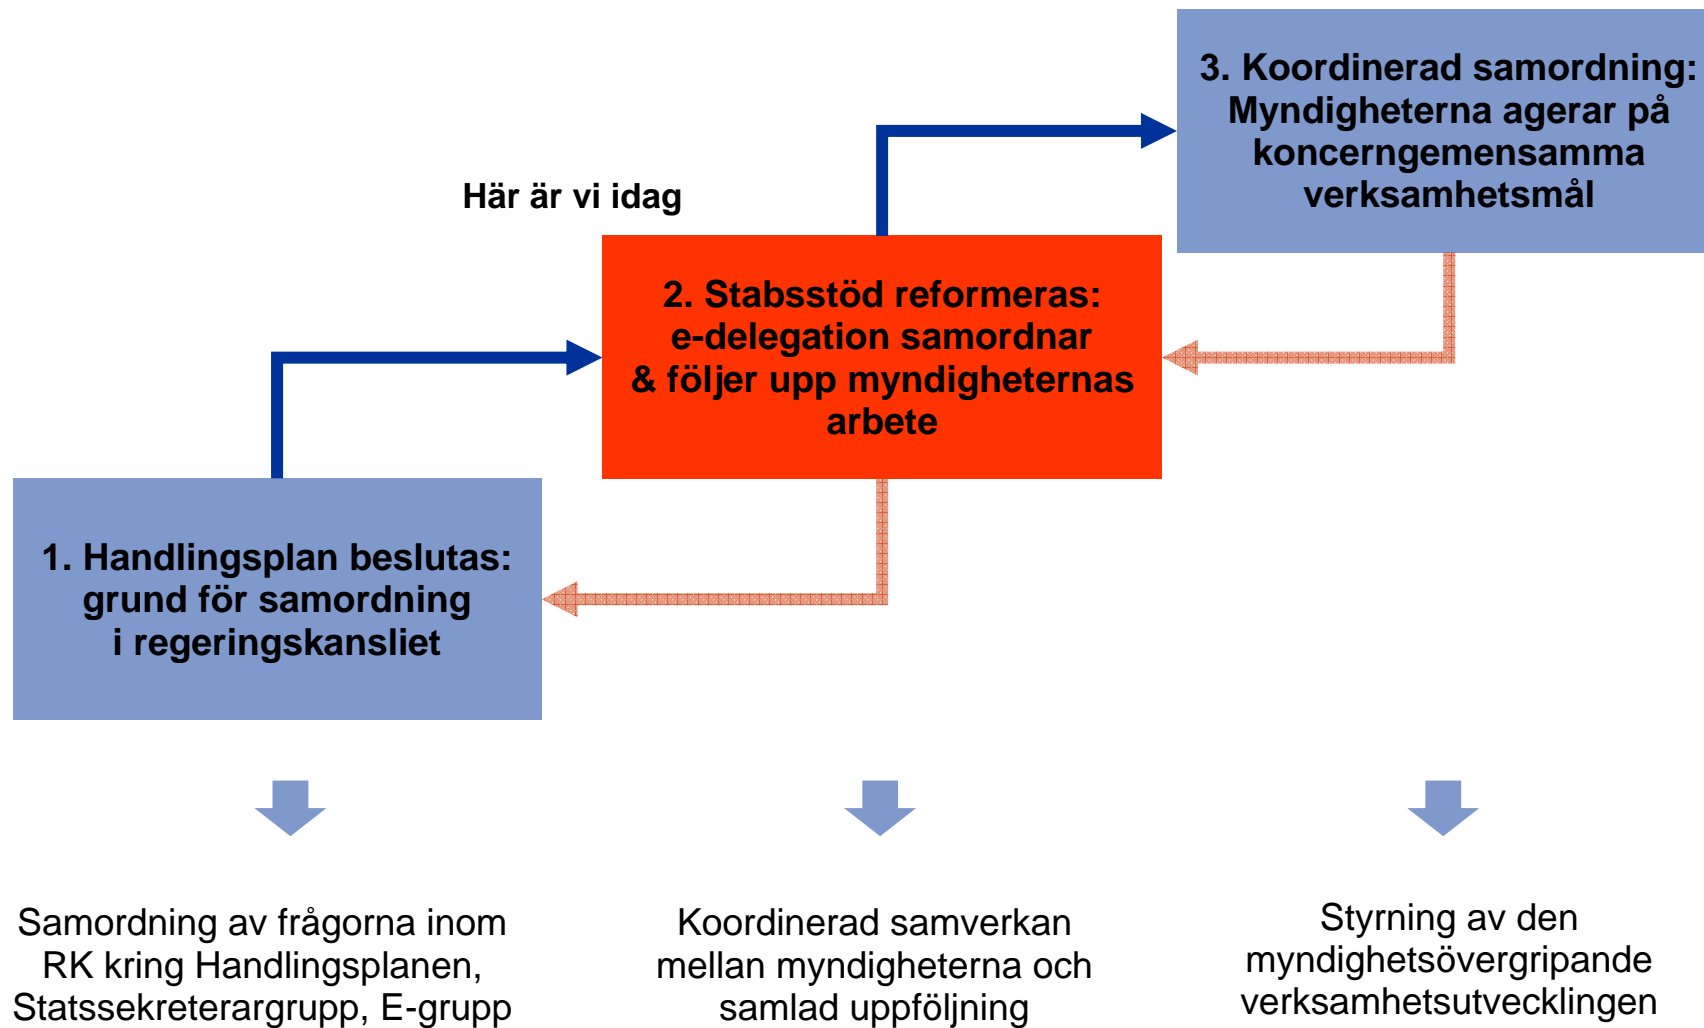 3. Koordinerad samordning:
Myndigheterna agerar på
koncerngemensamma
verksamhetsmål
Här är vi idag
2. Stabsstöd reformeras:
e-delegation samordnar
& följer upp myndigheternas
arbete
1. Handlingsplan beslutas:
grund för samordning
i regeringskansliet
Samordning av frågorna inom
RK kring Handlingsplanen,
Statssekreterargrupp, E-grupp
Koordinerad samverkan
mellan myndigheterna och
samlad uppföljning
Styrning av den
myndighetsövergripande
verksamhetsutvecklingen